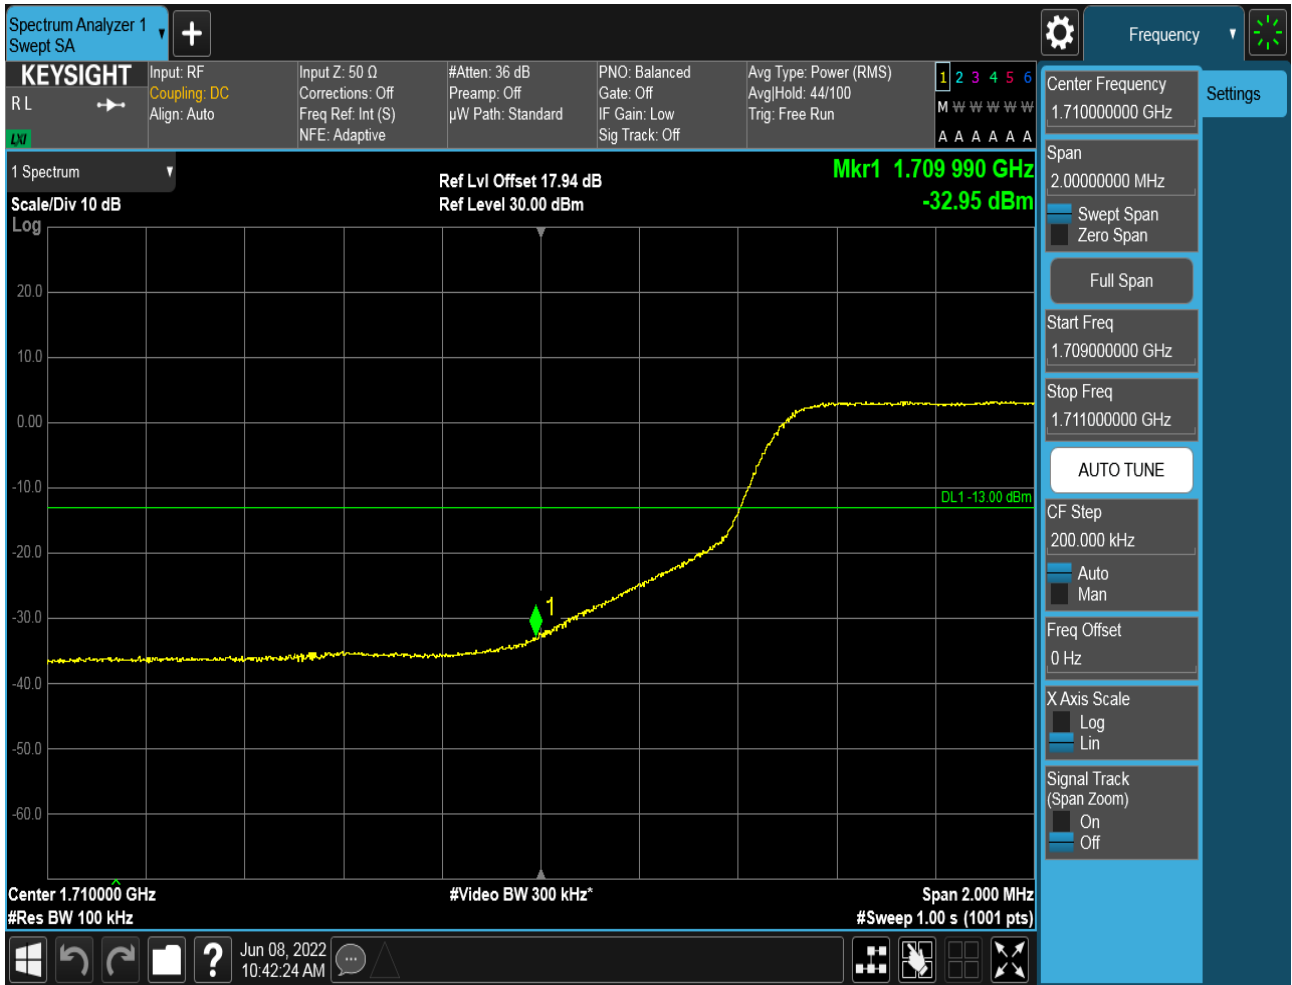 Spectrum Analyzer 1
Swept SA
Frequency
KEYSIGHT
R L
LXI
Input: RF
Coupling: DC
Align: Auto
Input Z: 50 Ω
Corrections: Off
Freq Ref: Int (S)
NFE: Adaptive
#Atten: 36 dB
Preamp: Off
µW Path: Standard
PNO: Balanced
Gate: Off
IF Gain: Low
Sig Track: Off
Avg Type: Power (RMS)
Avg|Hold: 44/100
Trig: Free Run
1 2 3 4 5 6
M W W W W W
A A A A A A
1 Spectrum
Scale/Div 10 dB
Log
Ref Lvl Offset 17.94 dB
Ref Level 30.00 dBm
Mkr1 1.709 990 GHz
-32.95 dBm
20.0
10.0
0.00
-10.0
DL1 -13.00 dBm
-20.0
1
-30.0
-40.0
-50.0
-60.0
Center 1.710000 GHz
#Res BW 100 kHz
#Video BW 300 kHz*
Span 2.000 MHz
#Sweep 1.00 s (1001 pts)
?
Jun 08, 2022
10:42:24 AM
Center Frequency
1.710000000 GHz
Settings
Span
2.00000000 MHz
Swept Span
Zero Span
Full Span
Start Freq
1.709000000 GHz
Stop Freq
1.711000000 GHz
AUTO TUNE
CF Step
200.000 kHz
Auto
Man
Freq Offset
0 Hz
X Axis Scale
Log
Lin
Signal Track
(Span Zoom)
On
Off